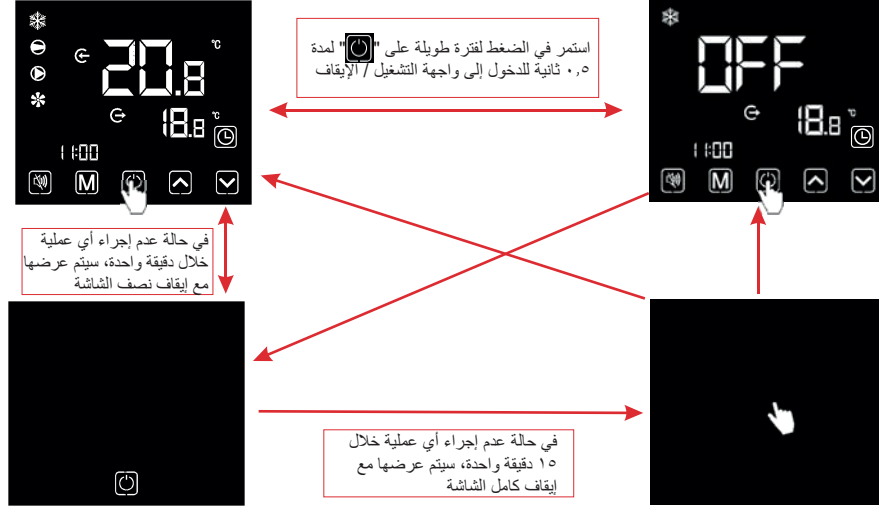 20.8 °C
18.8 °C
11:00
M
استمر في الضغط لفترة طويلة على "" لمدة
٠,٥ ثانية للدخول إلى واجهة التشغيل / الإيقاف
OFF
18.8 °C
11:00
M
في حالة عدم إجراء أي عملية
خلال دقيقة واحدة، سيتم عرضها
مع إيقاف نصف الشاشة
في حالة عدم إجراء أي عملية خلال
١٥ دقيقة واحدة، سيتم عرضها مع
إيقاف كامل الشاشة